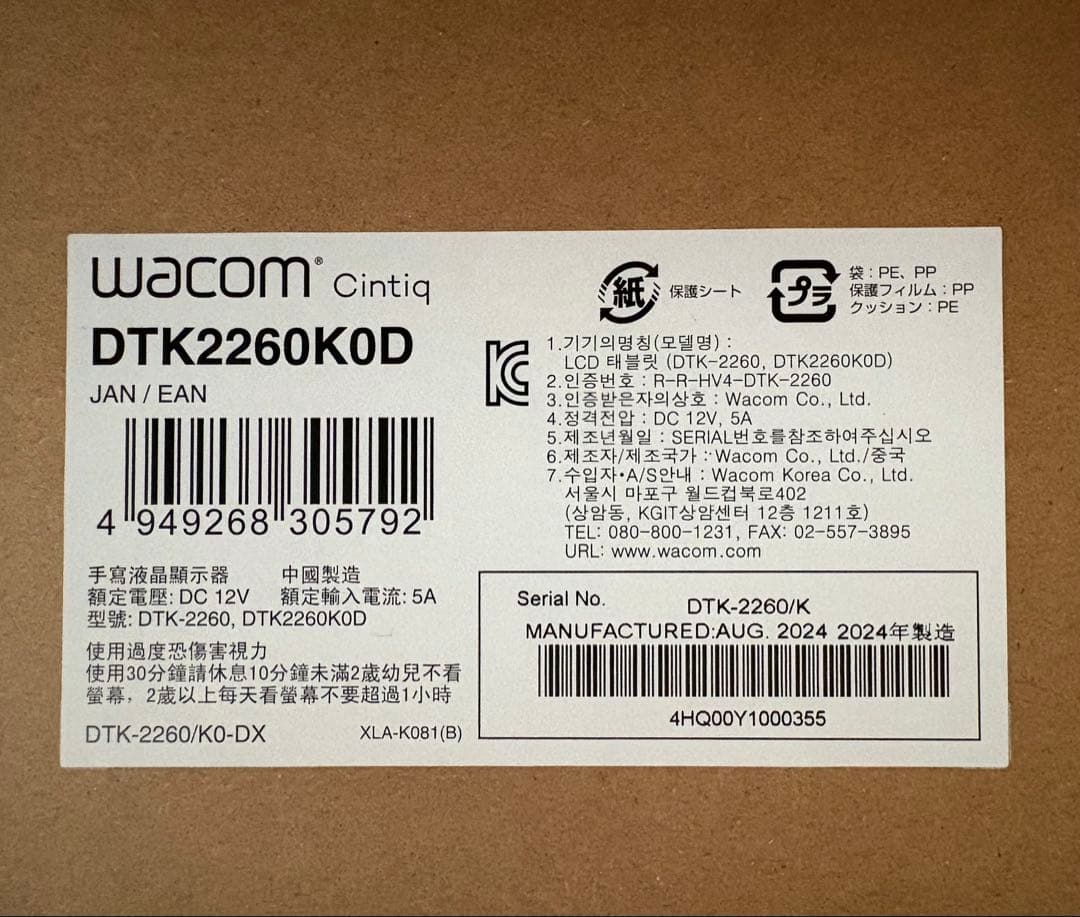 wacom® Cintiq
DTK2260K0D
JAN / EAN
4 949268 305792
手寫液晶顯示器 中國製造
額定電壓: DC 12V 額定輸入電流: 5A
型號: DTK-2260, DTK2260K0D
使用過度恐傷害視力
使用30分鐘請休息10分鐘未滿2歲幼兒不看
螢幕，2歲以上每天看螢幕不要超過1小時
DTK-2260/K0-DX XLA-K081(B)
紙 保護シート
プラ
袋：PE、PP
保護フィルム：PP
クッション：PE
1.기기의명칭(모델명) :
LCD 태블릿 (DTK-2260, DTK2260K0D)
2.인증번호 : R-R-HV4-DTK-2260
3.인증받은자의상호 : Wacom Co., Ltd.
4.정격전압 : DC 12V, 5A
5.제조년월일 : SERIAL번호를참조하여주십시오
6.제조자/제조국가 : Wacom Co., Ltd./중국
7.수입자•A/S안내 : Wacom Korea Co., Ltd.
서울시 마포구 월드컵북로402
(상암동, KGIT상암센터 12층 1211호)
TEL: 080-800-1231, FAX: 02-557-3895
URL: www.wacom.com
Serial No. DTK-2260/K
MANUFACTURED:AUG. 2024 2024年製造
4HQ00Y1000355